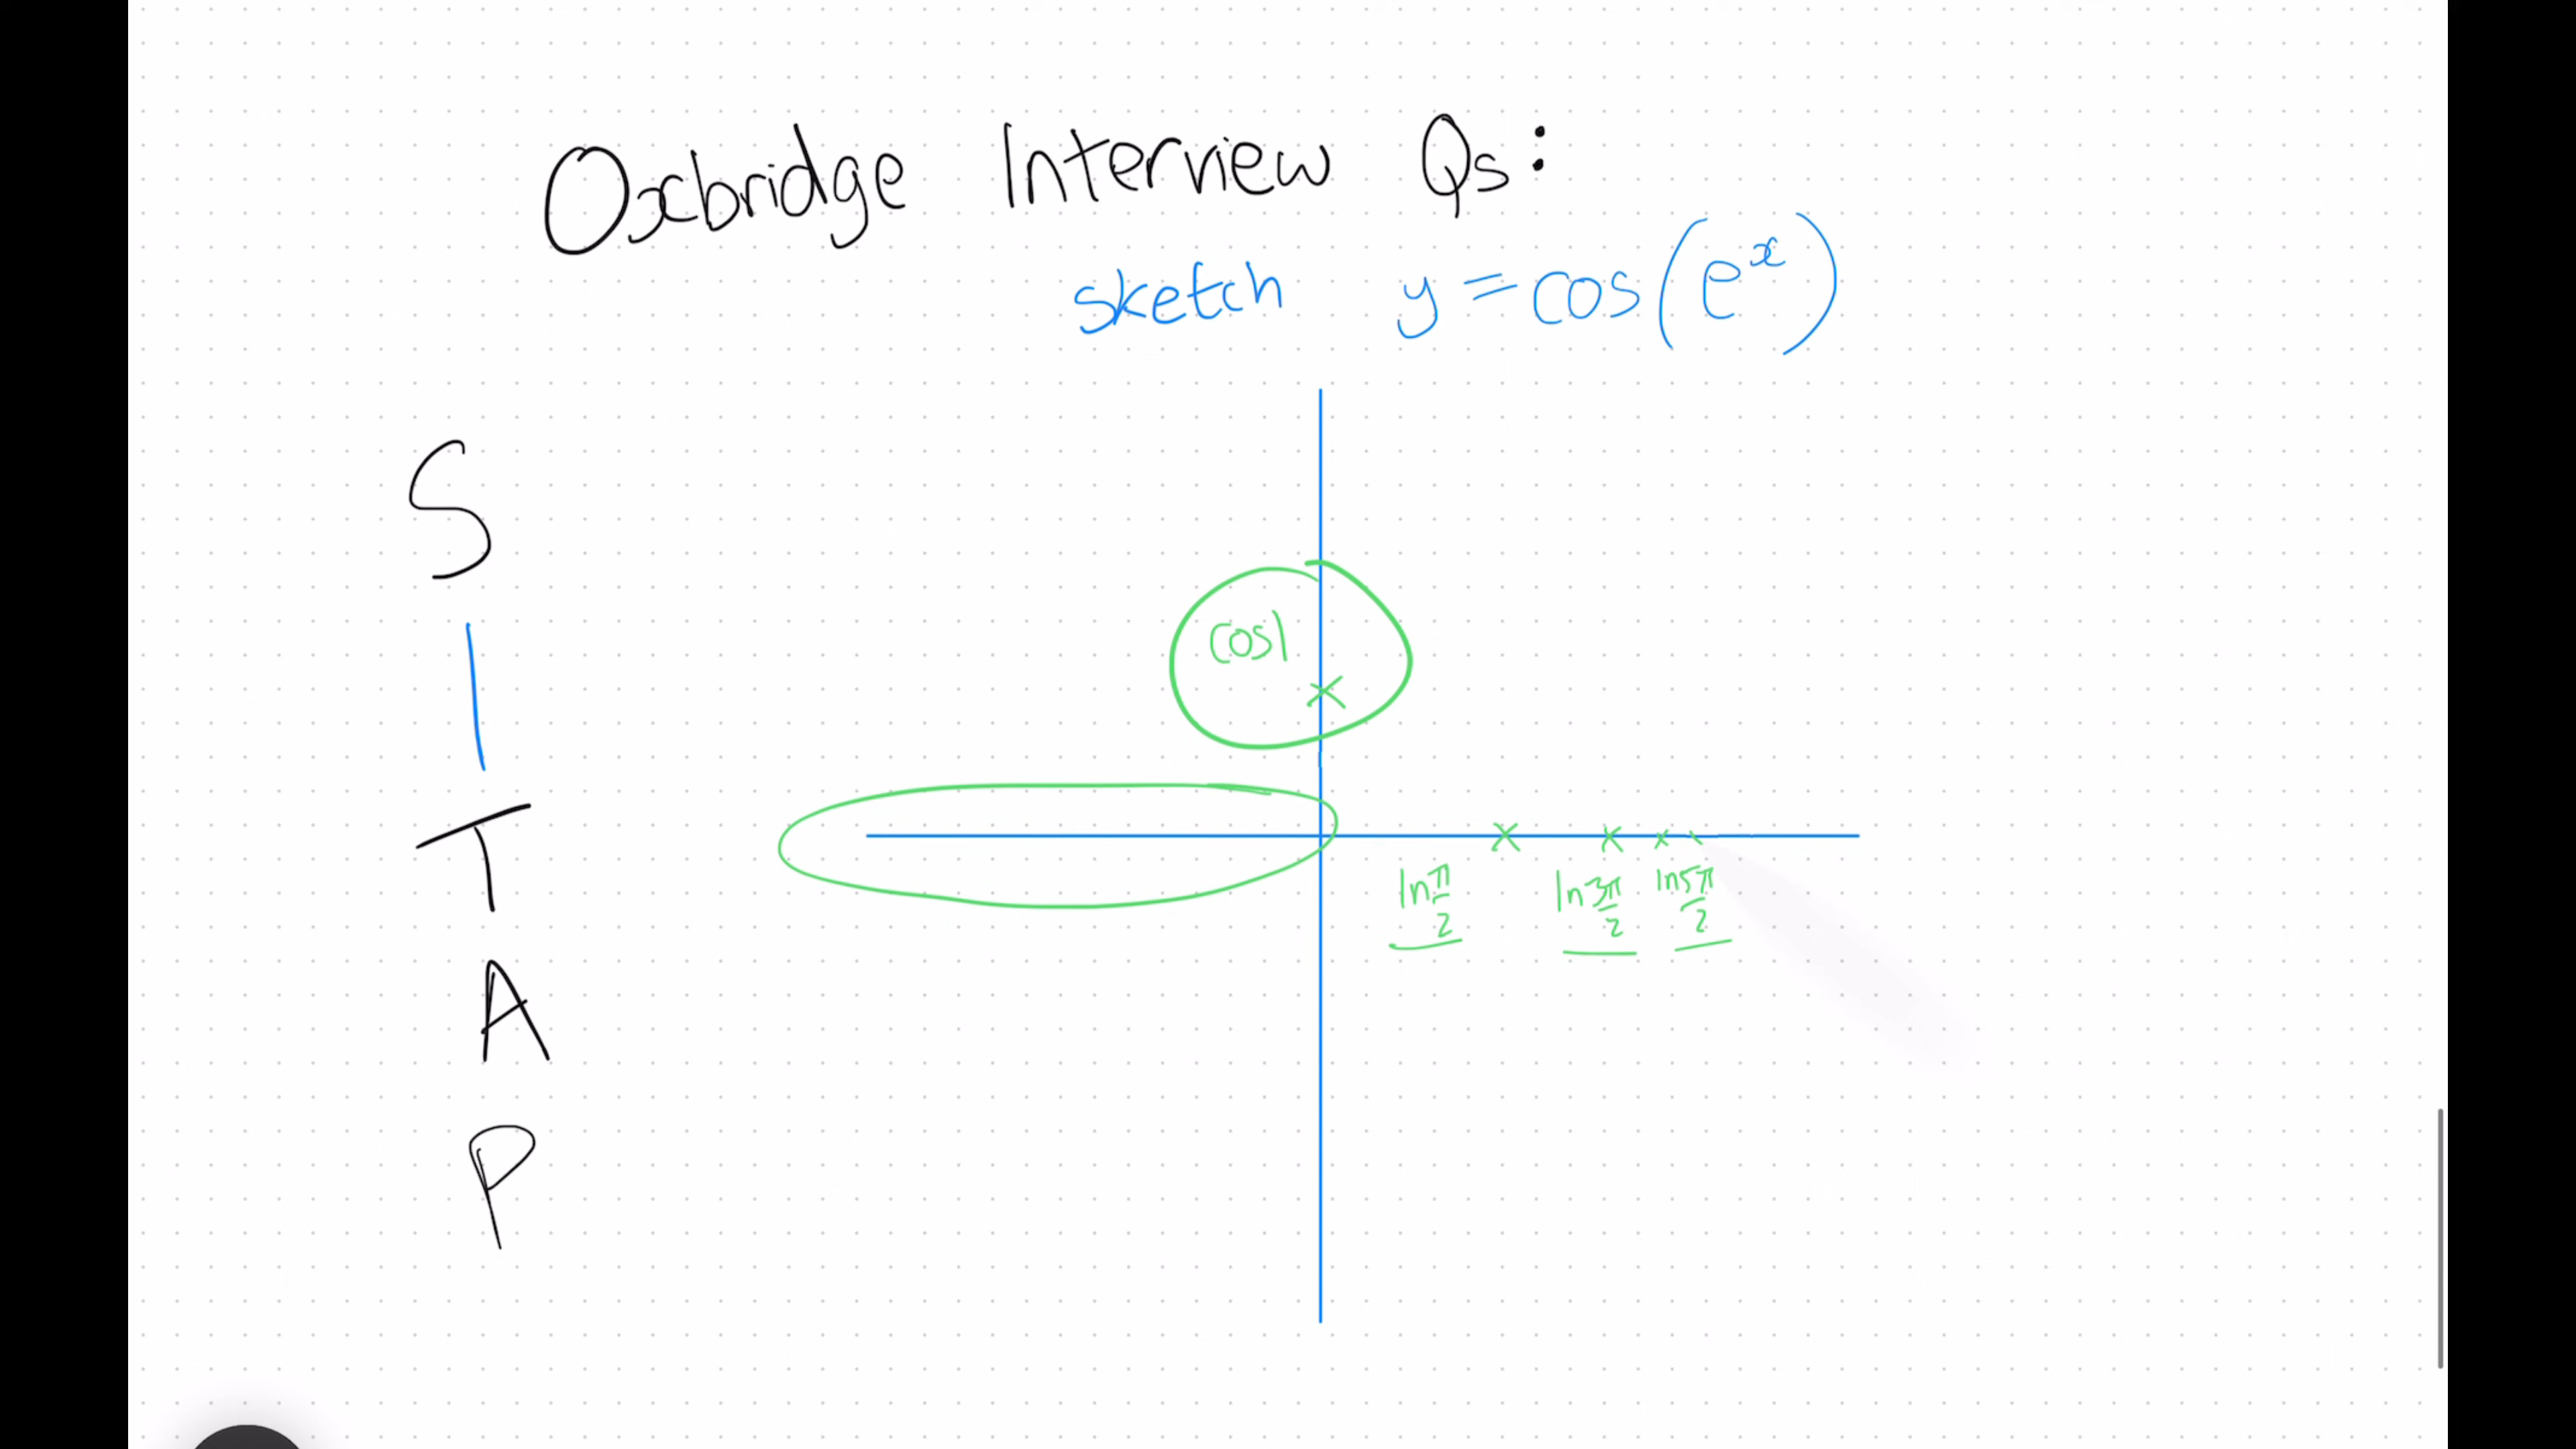 Oxbridge Interview Qs:
sketch y = cos(e^x)
S
I
T
A
P
cos1
ln π/2
ln 3π/2
ln 5π/2